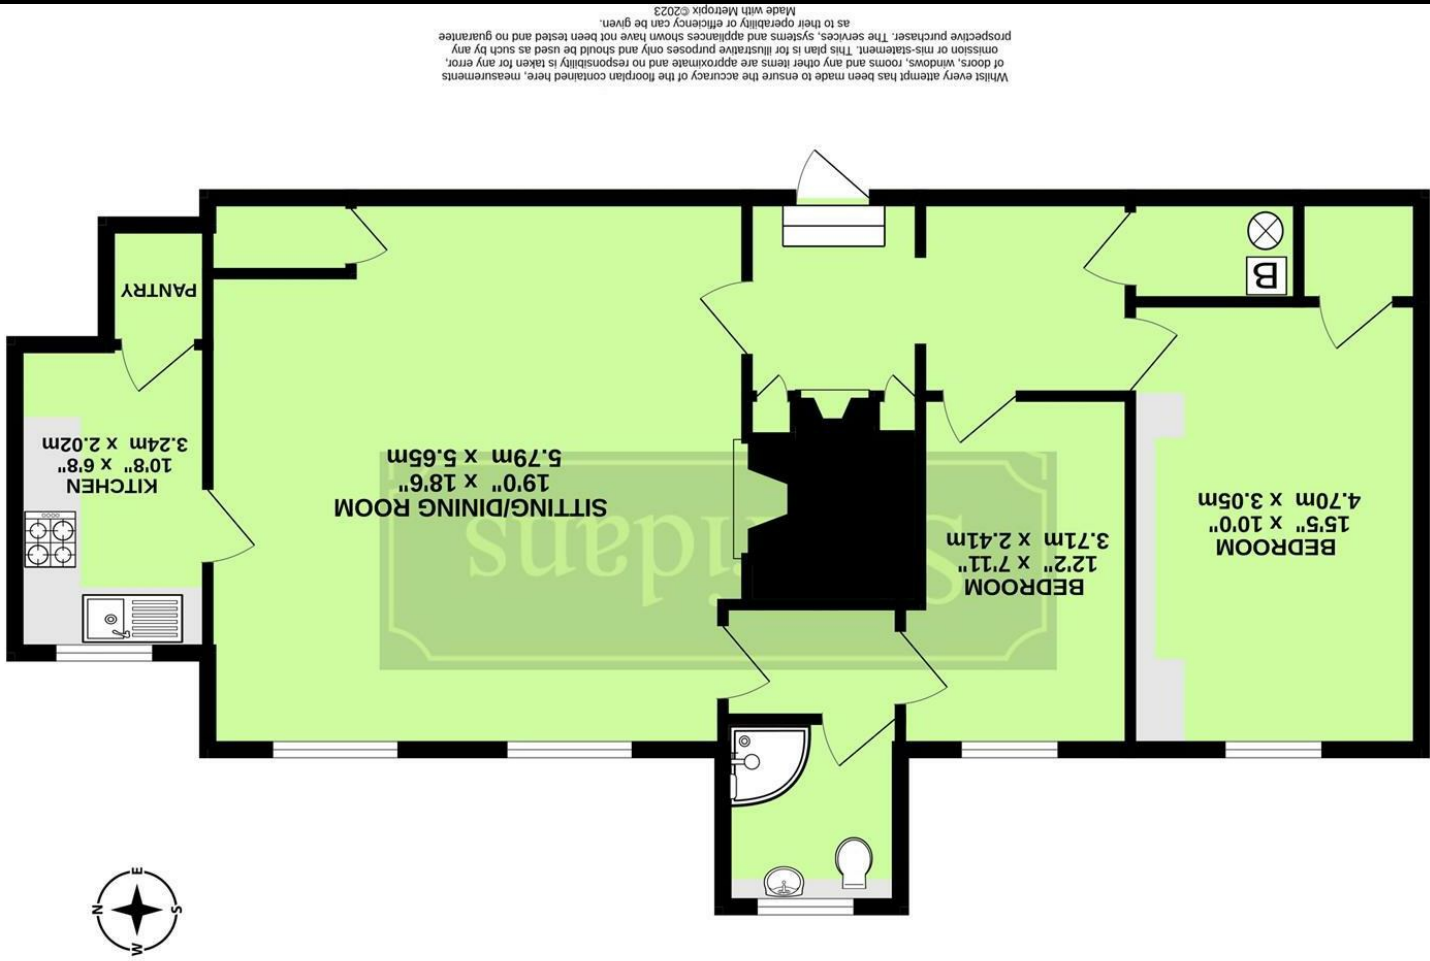 PANTRY
KITCHEN
10'8" x 6'8"
3.24m x 2.02m
SITTING/DINING ROOM
19'0" x 18'6"
5.79m x 5.65m
BEDROOM
12'2" x 7'11"
3.71m x 2.41m
BEDROOM
15'5" x 10'0"
4.70m x 3.05m
B
N
E
S
W
Whilst every attempt has been made to ensure the accuracy of the floorplan contained here, measurements
of doors, windows, rooms and any other items are approximate and no responsibility is taken for any error,
omission or mis-statement. This plan is for illustrative purposes only and should be used as such by any
prospective purchaser. The services, systems and appliances shown have not been tested and no guarantee
as to their operability or efficiency can be given.
Made with Metropix ©2023